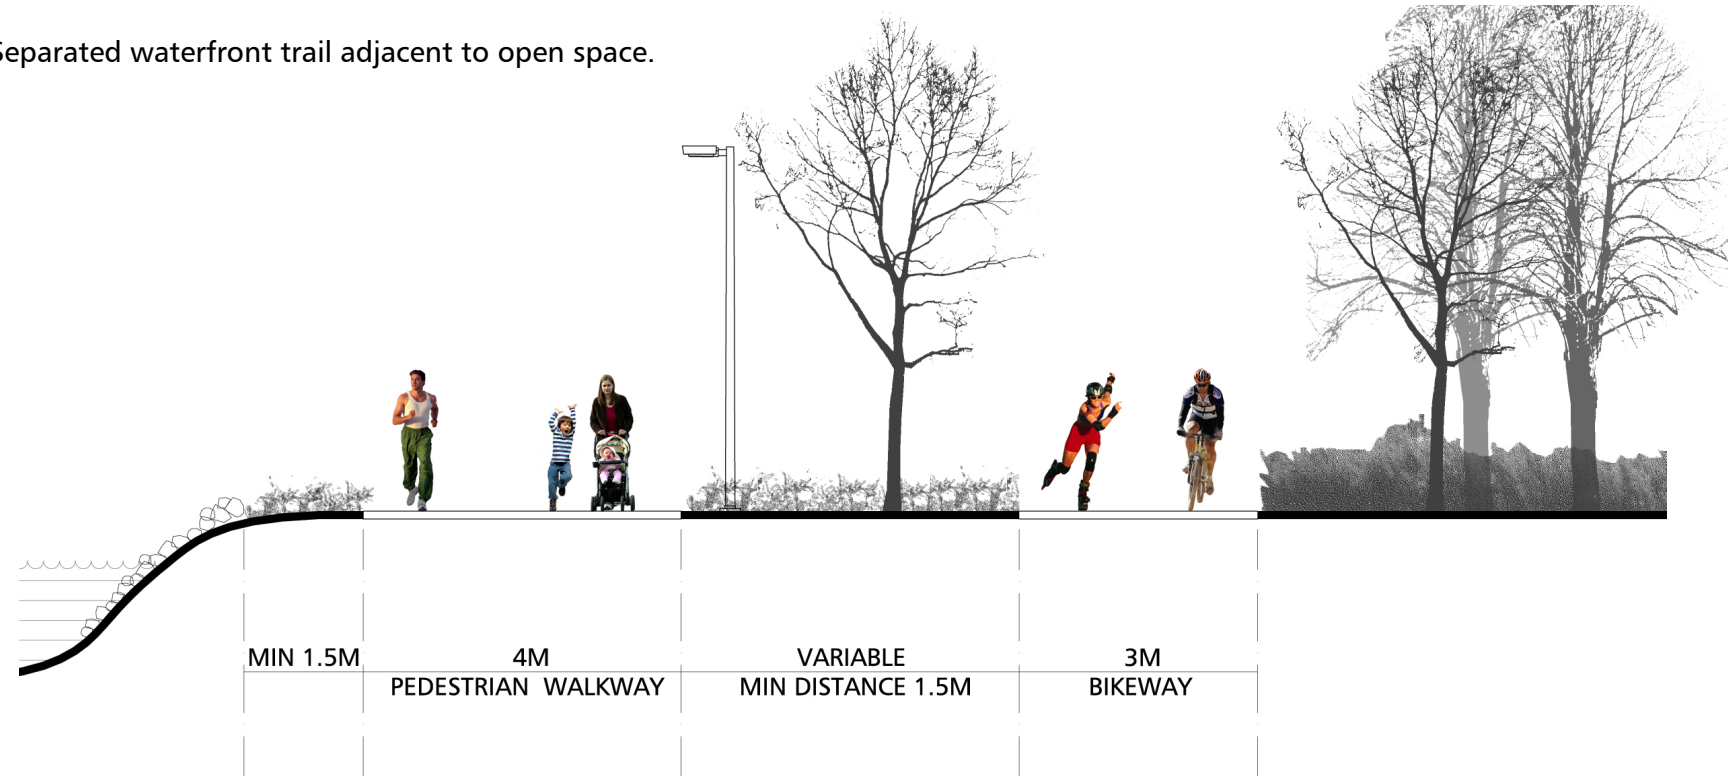 Separated waterfront trail adjacent to open space.
MIN 1.5M
4M
VARIABLE
3M
PEDESTRIAN WALKWAY
MIN DISTANCE 1.5M
BIKEWAY